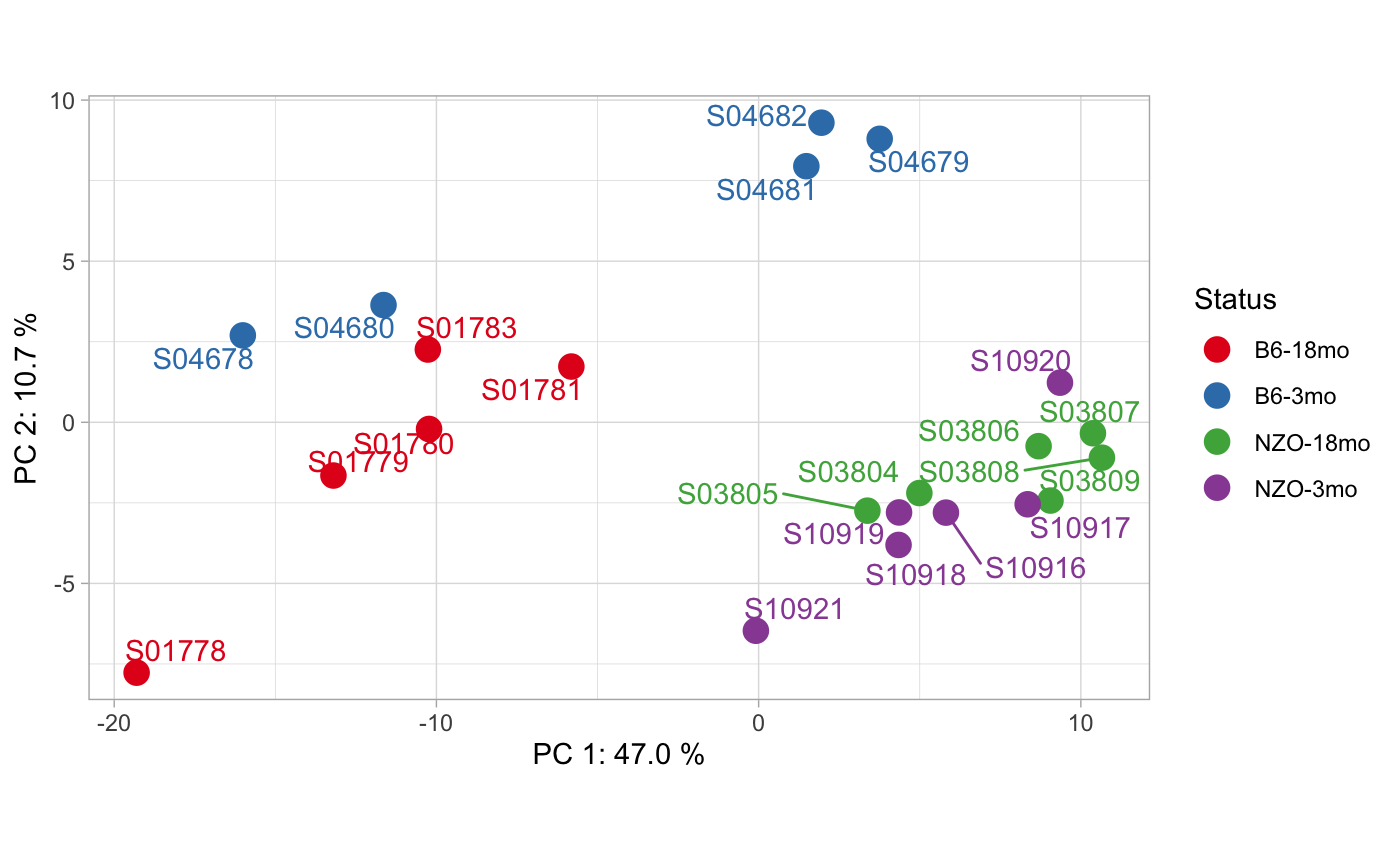 10
5
0
-5
PC 2: 10.7 %
S04682
S04679
S04681
S04680
S04678
S01783
S01781
S01780
S01779
S01778
S10920
S03807
S03806
S03808
S03804
S03809
S03805
S10919
S10917
S10918
S10916
S10921
-20
-10
0
10
PC 1: 47.0 %
Status
B6-18mo
B6-3mo
NZO-18mo
NZO-3mo